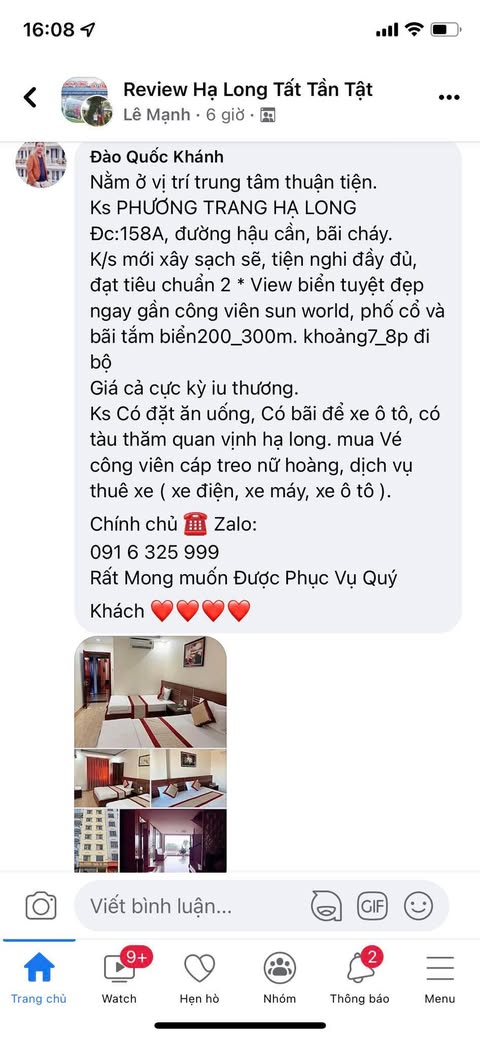 16:08
Review Hạ Long Tất Tần Tật
Lê Mạnh · 6 giờ ·
Đào Quốc Khánh
Nằm ở vị trí trung tâm thuận tiện.
Ks PHƯƠNG TRANG HẠ LONG
Đc:158A, đường hậu cần, bãi cháy.
K/s mới xây sạch sẽ, tiện nghi đầy đủ,
đạt tiêu chuẩn 2 * View biển tuyệt đẹp
ngay gần công viên sun world, phố cổ và
bãi tắm biển200_300m. khoảng7_8p đi
bộ
Giá cả cực kỳ iu thương.
Ks Có đặt ăn uống, Có bãi để xe ô tô, có
tàu thăm quan vịnh hạ long. mua Vé
công viên cáp treo nữ hoàng, dịch vụ
thuê xe ( xe điện, xe máy, xe ô tô ).
Chính chủ ☎️ Zalo:
091 6 325 999
Rất Mong muốn Được Phục Vụ Quý
Khách ❤️❤️❤️❤️
Viết bình luận...
GIF
9+
2
Trang chủ
Watch
Hẹn hò
Nhóm
Thông báo
Menu